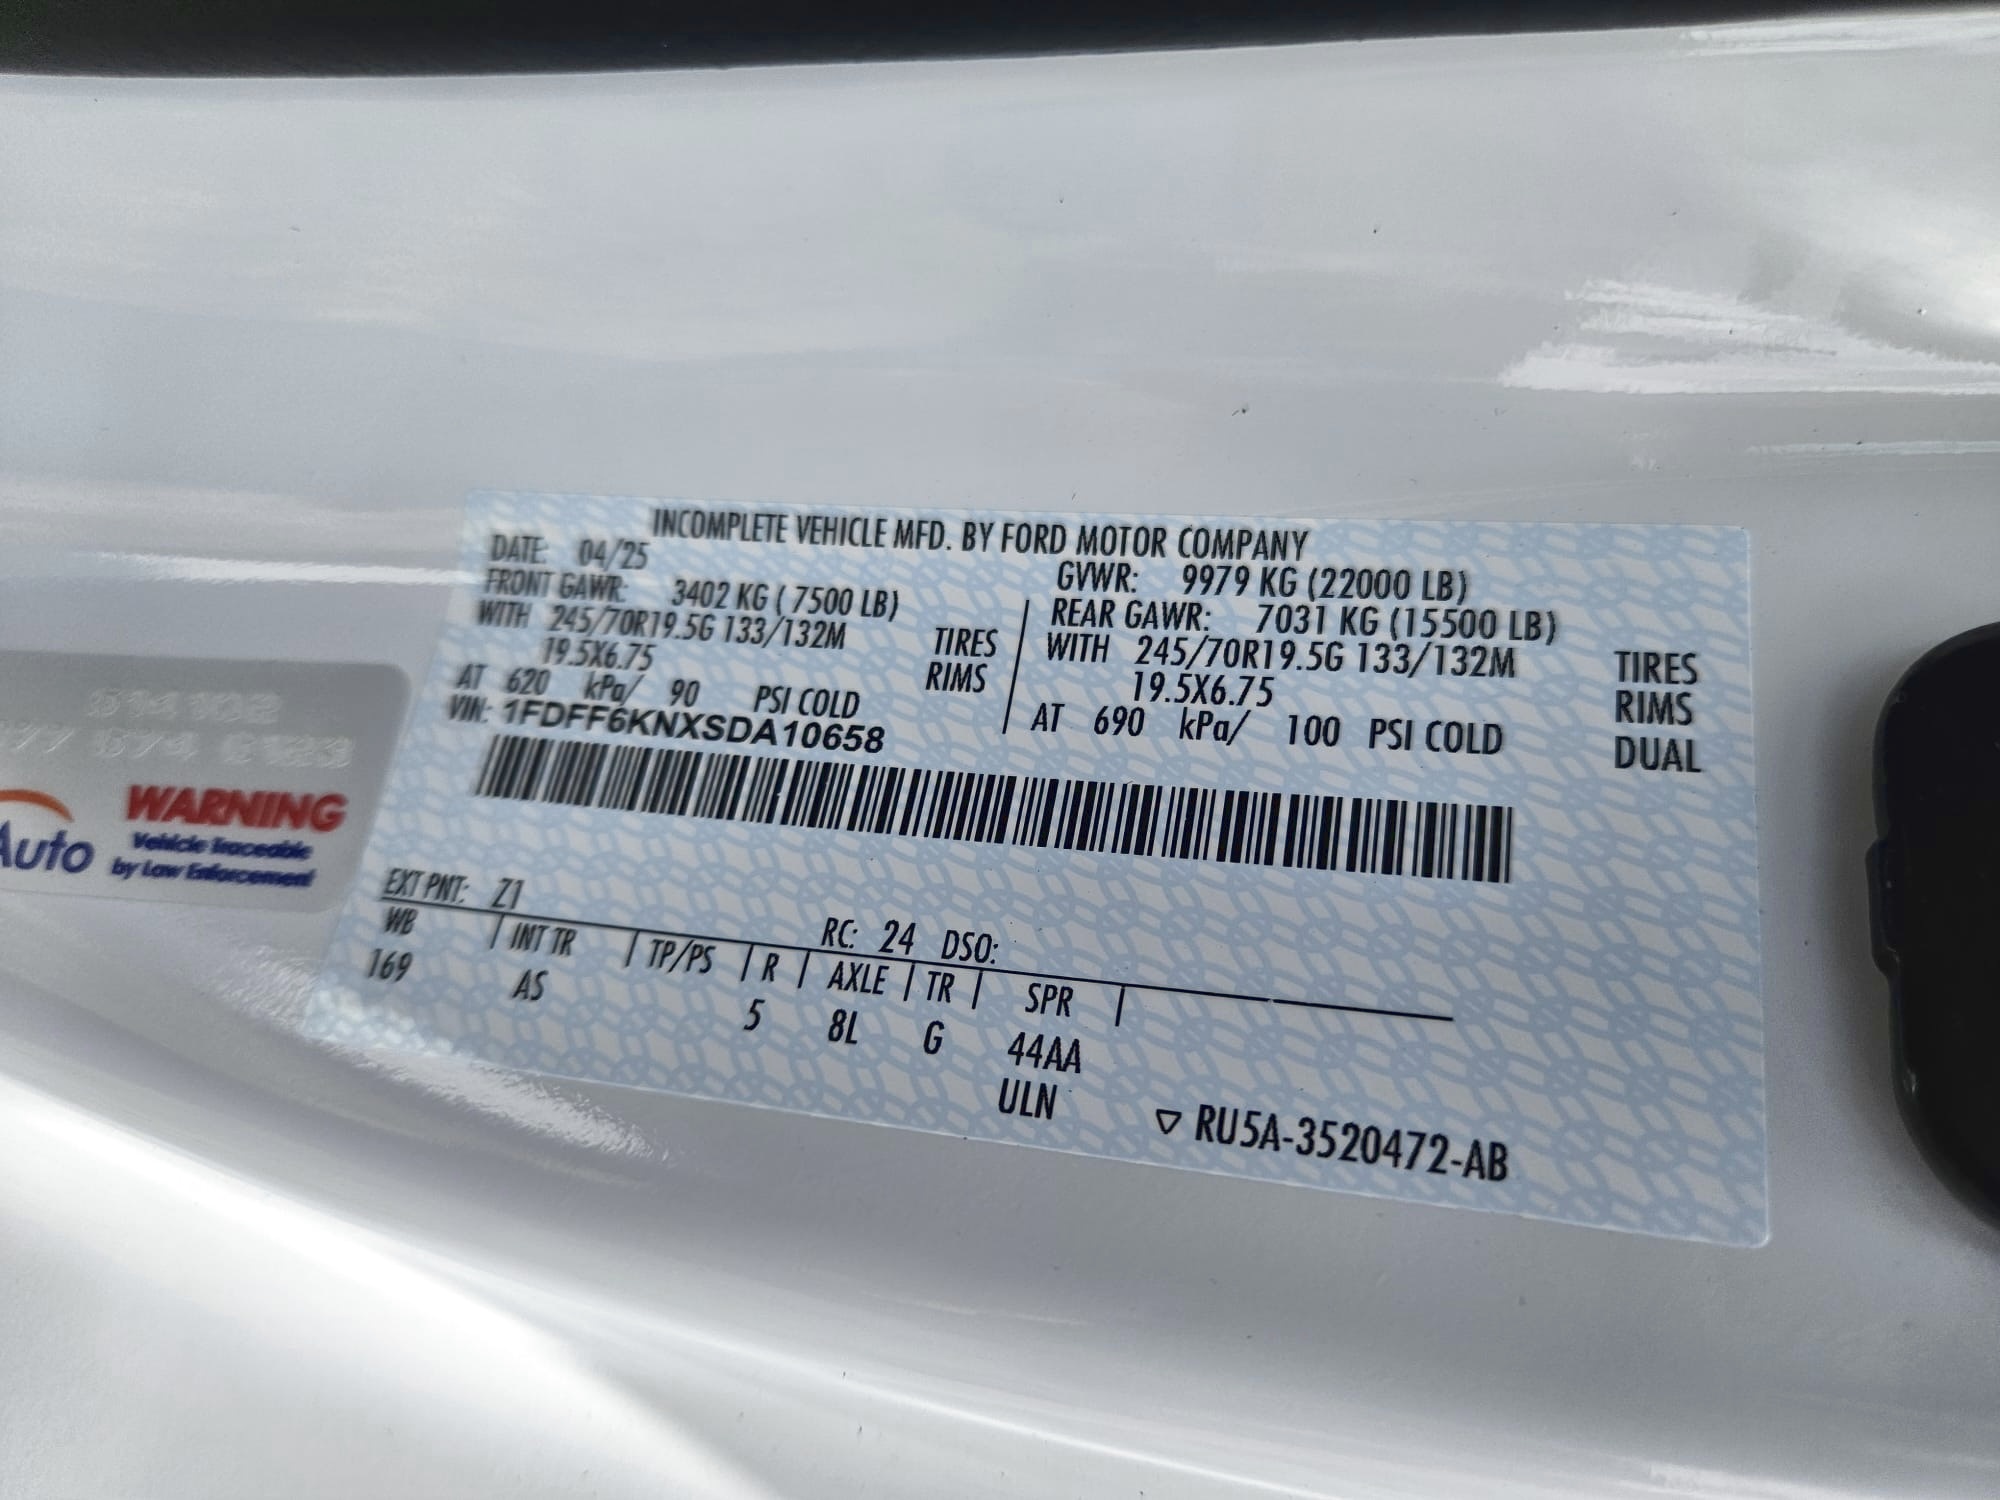 INCOMPLETE VEHICLE MFD. BY FORD MOTOR COMPANY
DATE: 04/25
GVWR: 9979 KG (22000 LB)
FRONT GAWR: 3402 KG ( 7500 LB)
WITH 245/70R19.5G 133/132M TIRES
19.5X6.75 RIMS
AT 620 kPa/ 90 PSI COLD
REAR GAWR: 7031 KG (15500 LB)
WITH 245/70R19.5G 133/132M TIRES
19.5X6.75 RIMS
AT 690 kPa/ 100 PSI COLD DUAL
VIN: 1FDFF6KNXSDA10658
EXT PNT: Z1 RC: 24 DSO:
WB | INT TR | TP/PS | R | AXLE | TR | SPR |
169 AS 5 8L G 44AA
ULN
▽ RU5A-3520472-AB
Auto
WARNING
Vehicle Traceable
by Law Enforcement